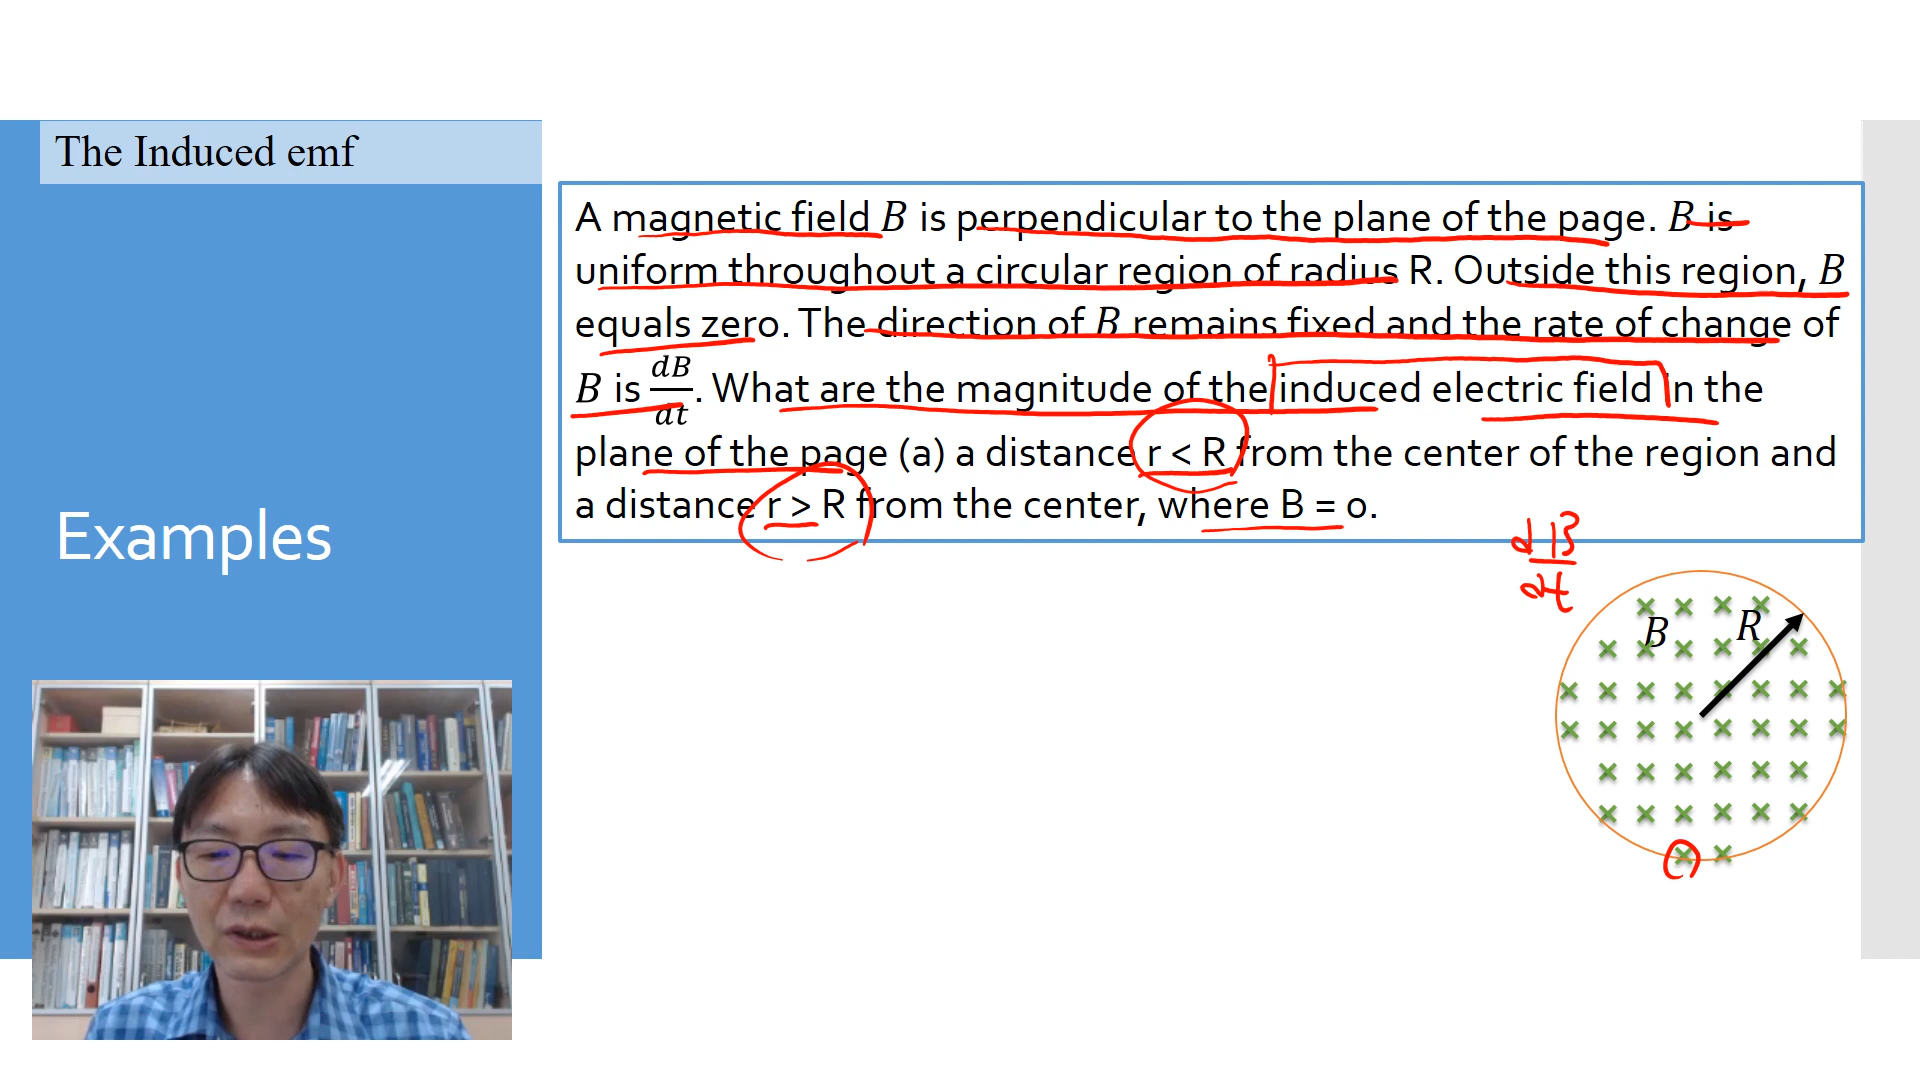 The Induced emf
Examples
A magnetic field B is perpendicular to the plane of the page. B is
uniform throughout a circular region of radius R. Outside this region, B
equals zero. The direction of B remains fixed and the rate of change of
B is dB/dt. What are the magnitude of the induced electric field in the
plane of the page (a) a distance r < R from the center of the region and
a distance r > R from the center, where B = 0.
dB
dt
B
R